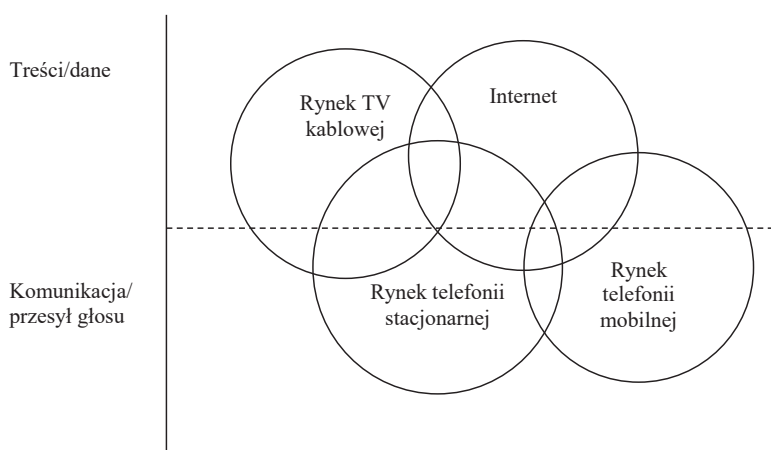 Treści/dane
Rynek TV
kablowej
Internet
Komunikacja/
przesył głosu
Rynek telefonii
stacjonarnej
Rynek
telefonii
mobilnej